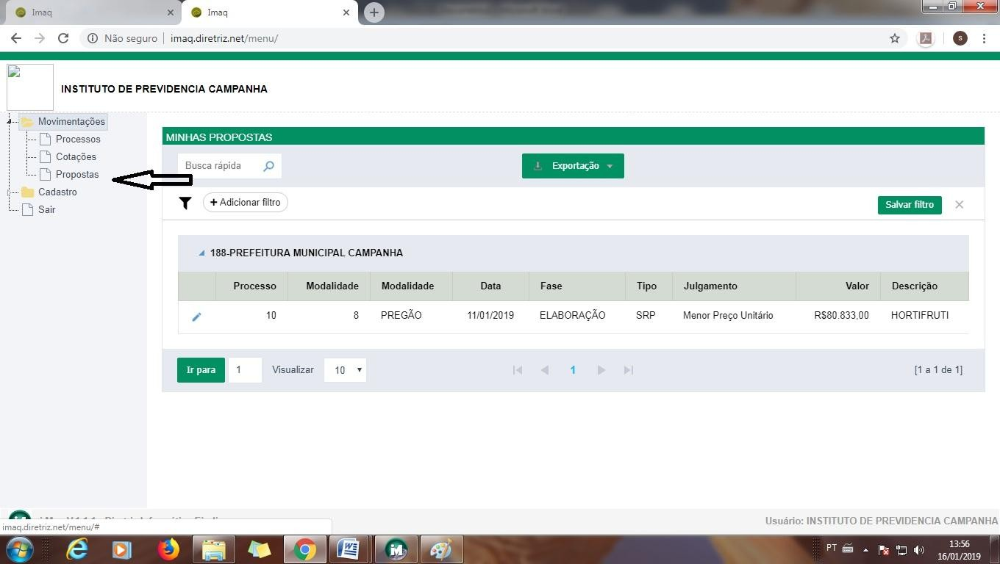 Imaq
Imaq
Não seguro imaq.diretriz.net/menu/
S
INSTITUTO DE PREVIDENCIA CAMPANHA
Movimentações
Processos
Cotações
Propostas
Cadastro
Sair
MINHAS PROPOSTAS
Busca rápida
Exportação
+ Adicionar filtro
Salvar filtro
188-PREFEITURA MUNICIPAL CAMPANHA
Processo Modalidade Modalidade Data Fase Tipo Julgamento Valor Descrição
10 8 PREGÃO 11/01/2019 ELABORAÇÃO SRP Menor Preço Unitário R$80.833,00 HORTIFRUTI
Ir para 1 Visualizar 10 1 [1 a 1 de 1]
Usuário: INSTITUTO DE PREVIDENCIA CAMPANHA
imaq.diretriz.net/menu/#
PT
13:56
16/01/2019